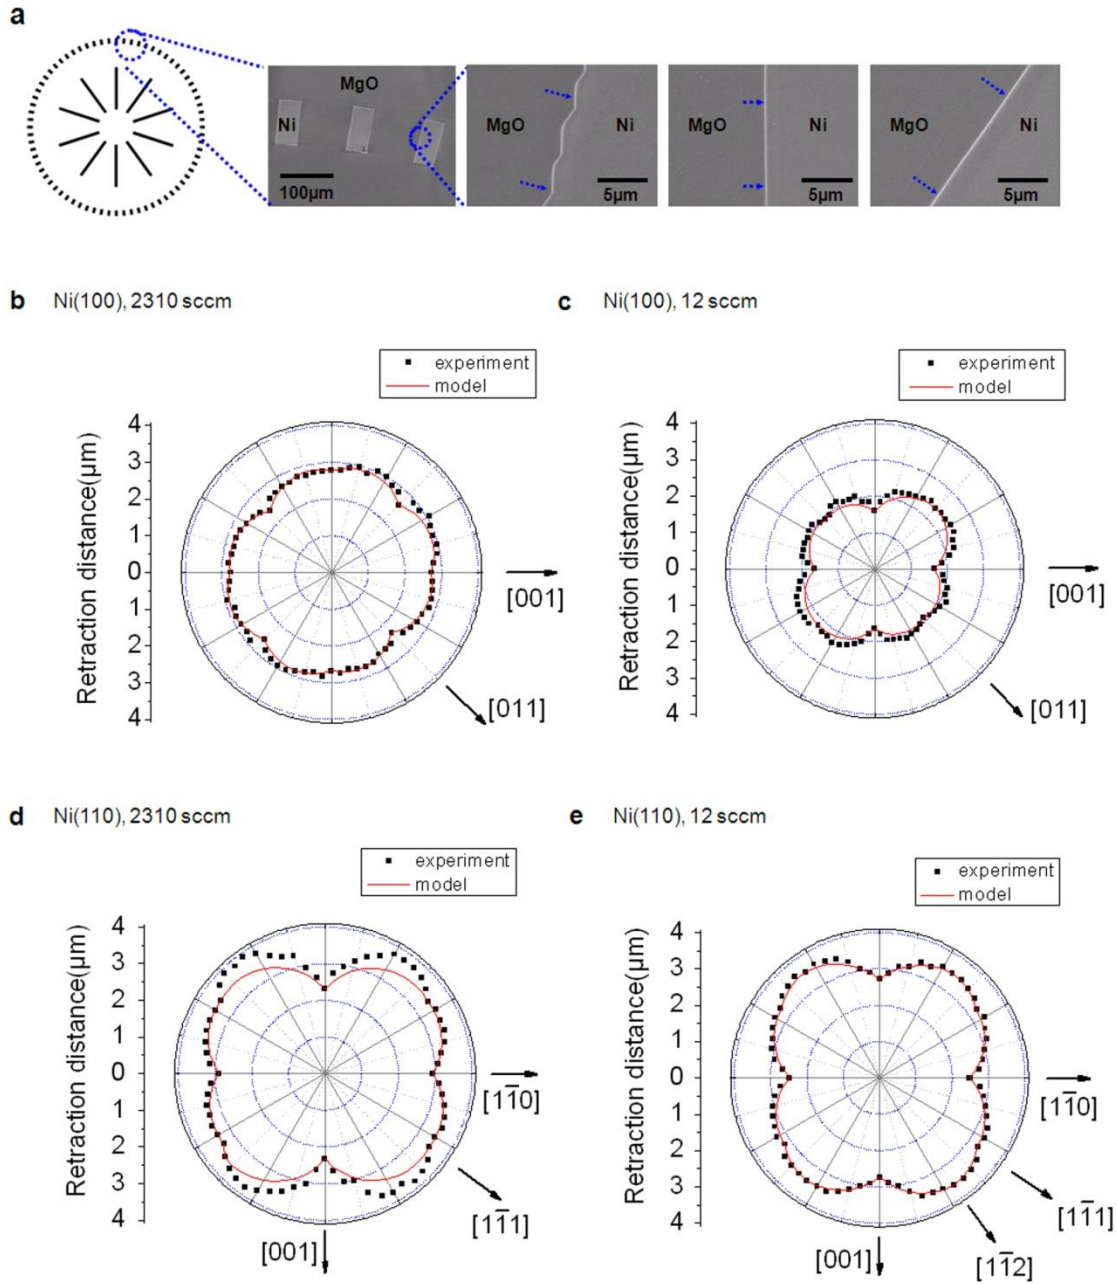 a
MgO
Ni
100µm
MgO
Ni
5µm
MgO
Ni
5µm
MgO
Ni
5µm
b Ni(100), 2310 sccm
experiment
model
Retraction distance(µm)
4
3
2
1
0
1
2
3
4
[001]
[011]
c Ni(100), 12 sccm
experiment
model
Retraction distance(µm)
4
3
2
1
0
1
2
3
4
[001]
[011]
d Ni(110), 2310 sccm
experiment
model
Retraction distance(µm)
4
3
2
1
0
1
2
3
4
[11̅0]
[11̅1]
[001]
e Ni(110), 12 sccm
experiment
model
Retraction distance(µm)
4
3
2
1
0
1
2
3
4
[11̅0]
[11̅1]
[11̅2]
[001]